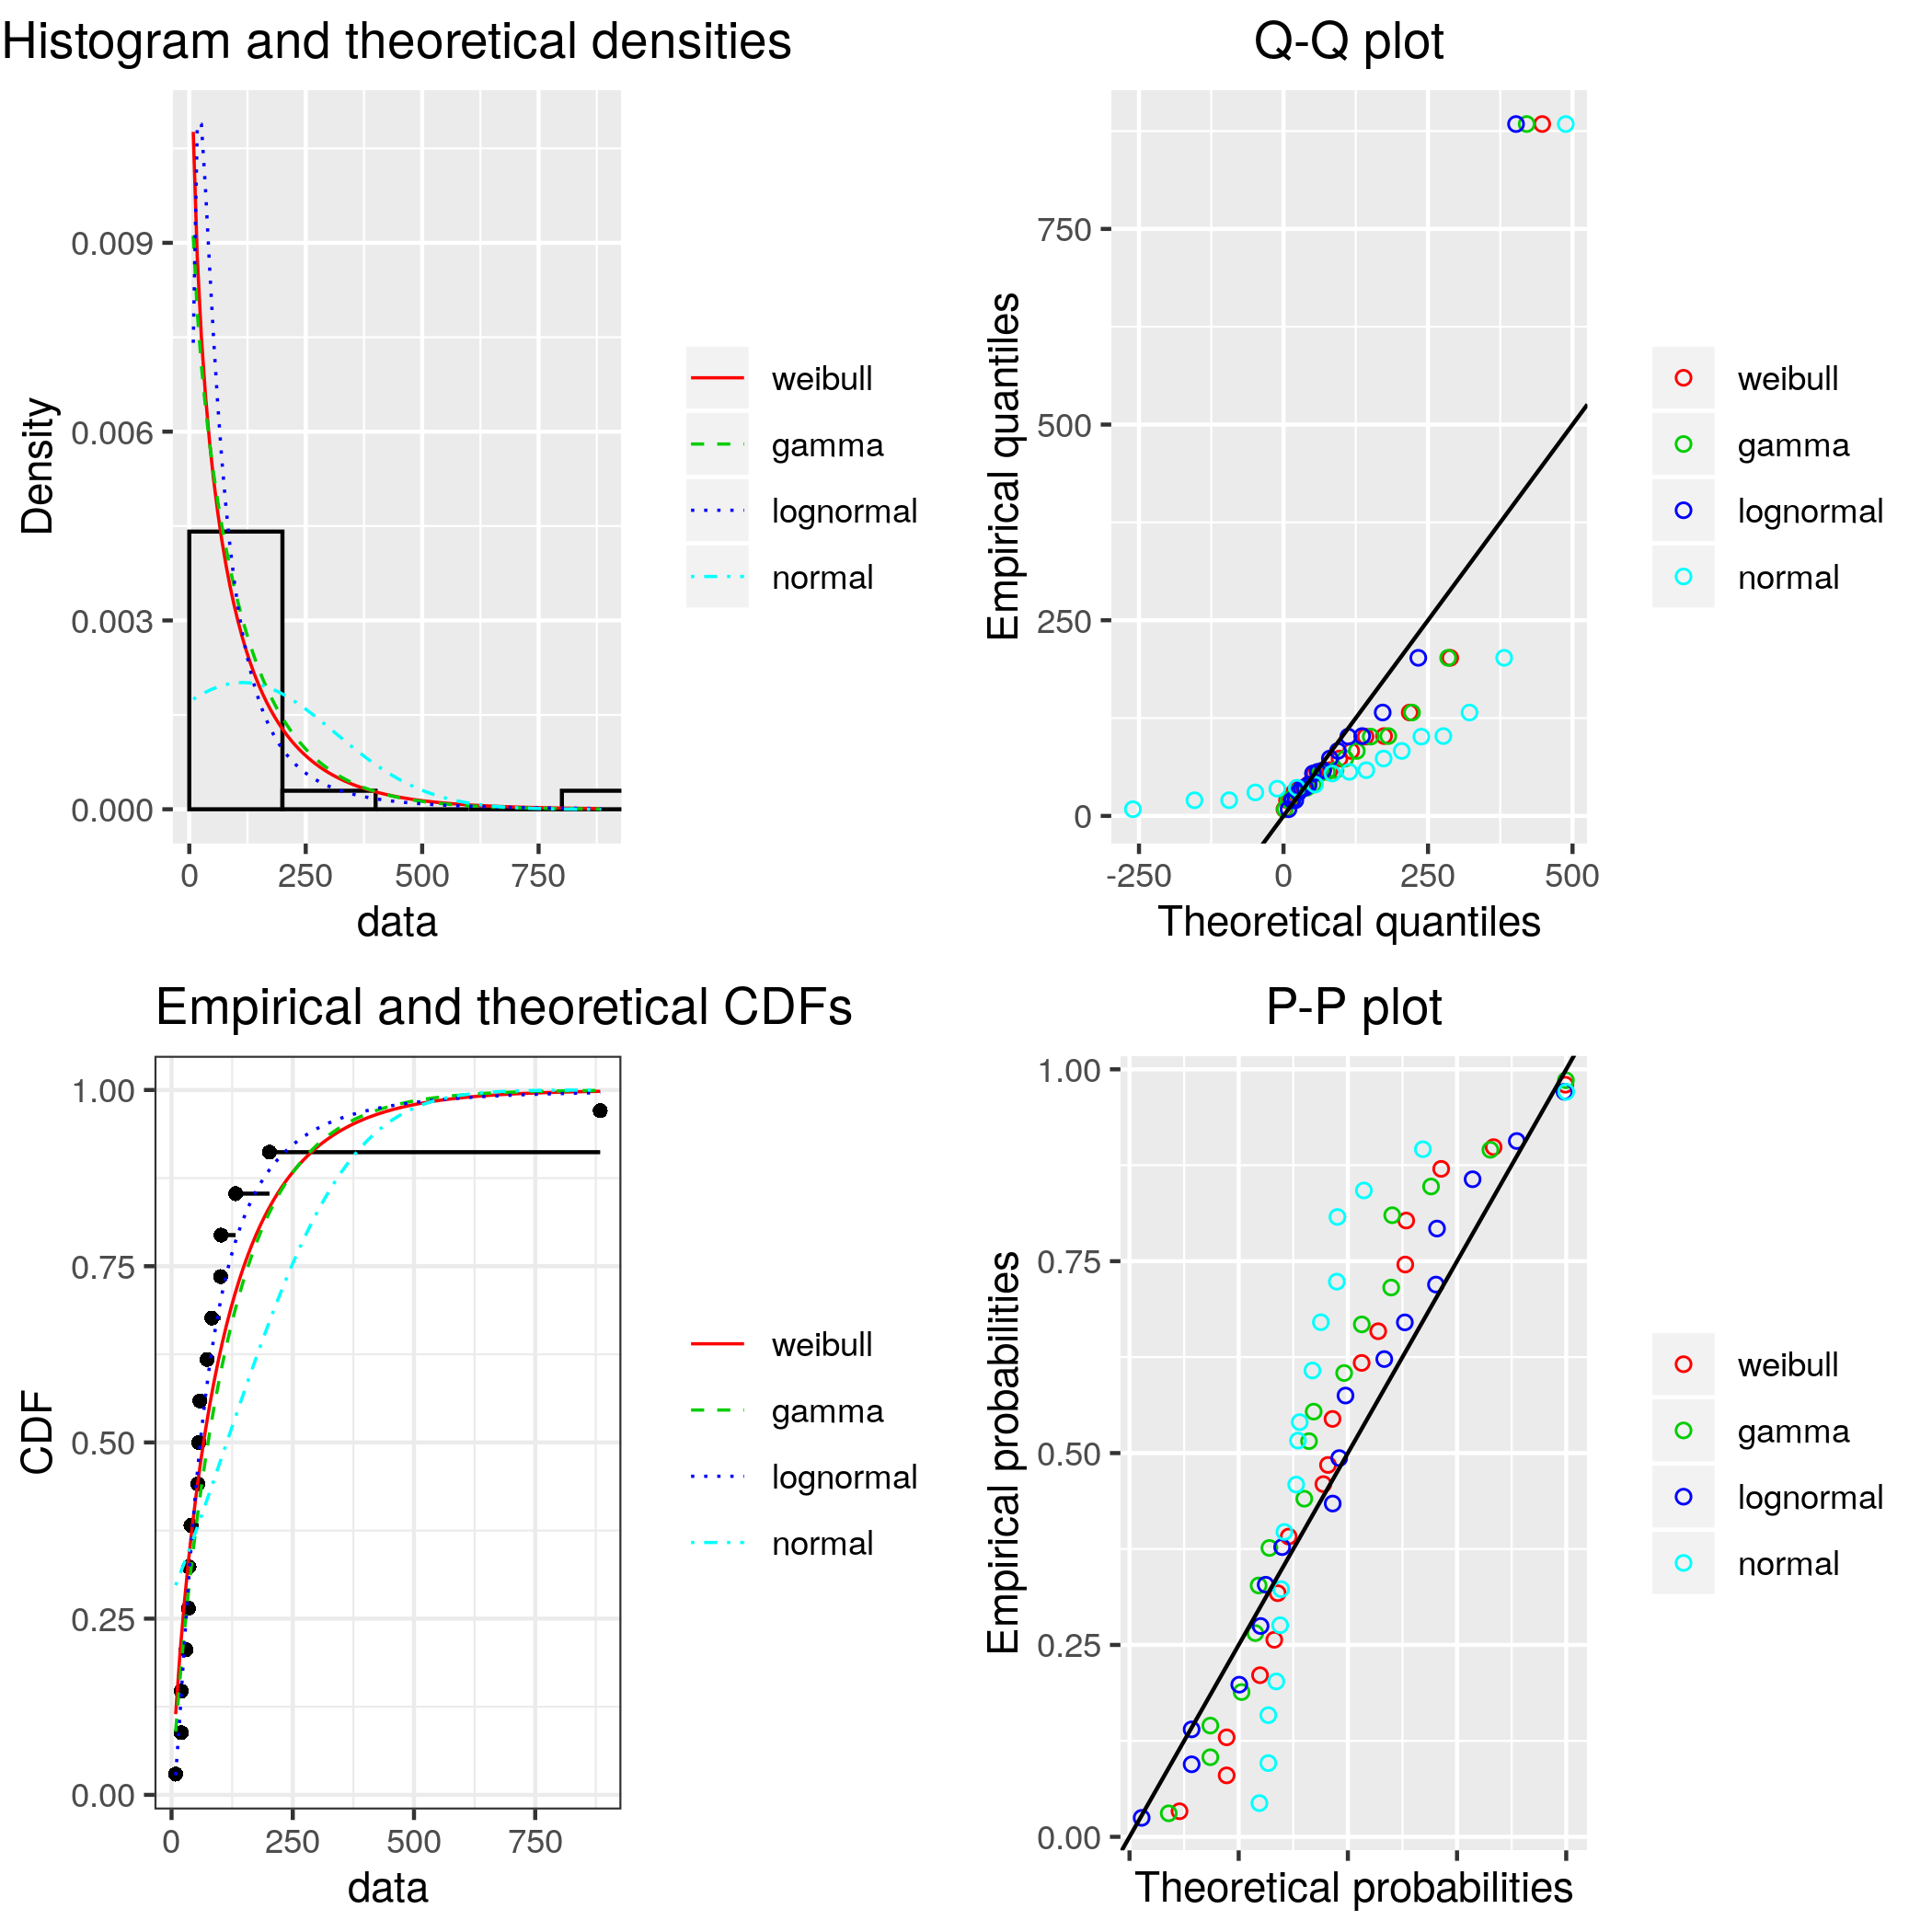 Histogram and theoretical densities
Density
0.009
0.006
0.003
0.000
0 250 500 750
data
weibull
gamma
lognormal
normal
Q-Q plot
Empirical quantiles
750
500
250
0
-250 0 250 500
Theoretical quantiles
weibull
gamma
lognormal
normal
Empirical and theoretical CDFs
CDF
1.00
0.75
0.50
0.25
0.00
0 250 500 750
data
weibull
gamma
lognormal
normal
P-P plot
Empirical probabilities
1.00
0.75
0.50
0.25
0.00
Theoretical probabilities
weibull
gamma
lognormal
normal